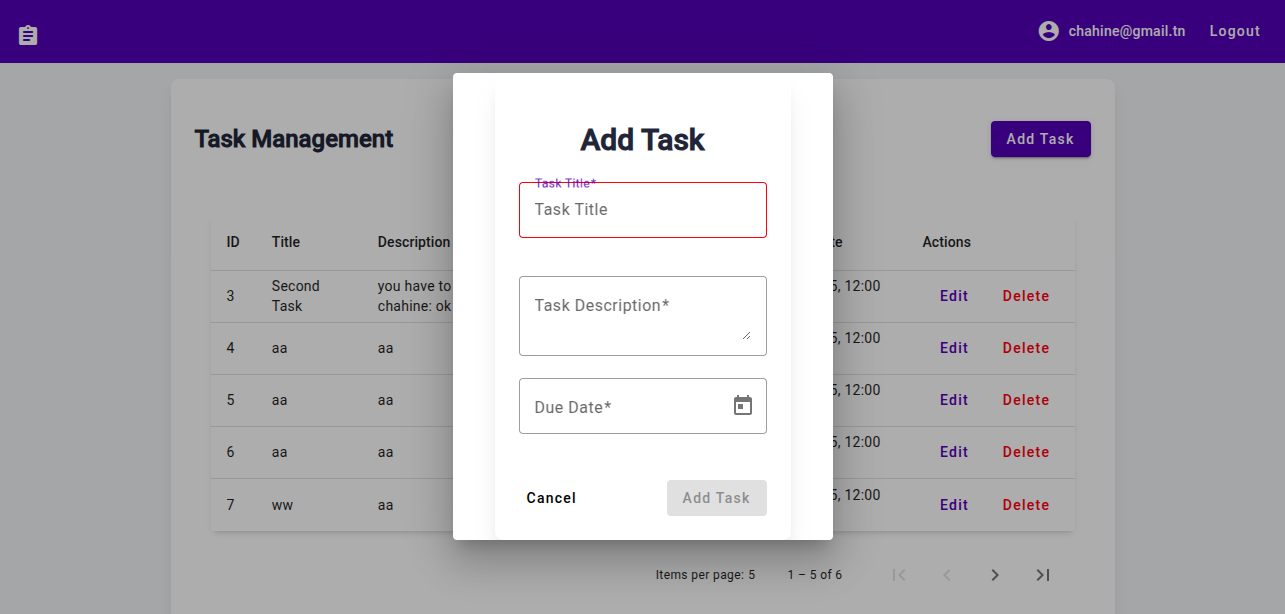 chahine@gmail.tn Logout
Task Management
Add Task
Add Task
Task Title*
Task Title
Task Description*
Due Date*
Cancel Add Task
ID Title Description Actions
3 Second Task you have to chahine: ok 5, 12:00 Edit Delete
4 aa aa 5, 12:00 Edit Delete
5 aa aa 5, 12:00 Edit Delete
6 aa aa 5, 12:00 Edit Delete
7 ww aa 5, 12:00 Edit Delete
Items per page: 5 1 – 5 of 6